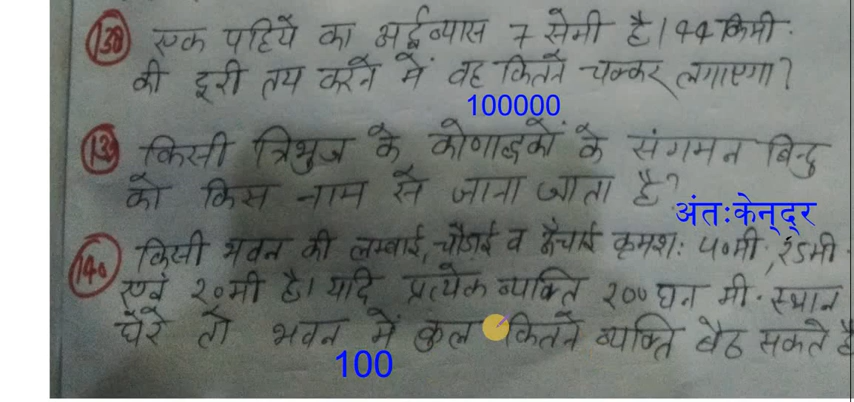 138 एक पहिये का अर्द्धव्यास 7 सेमी है। 44 किमी.
की दूरी तय करने में वह कितने चक्कर लगाएगा?
100000
13 किसी त्रिभुज के कोणार्द्धकों के संगमन बिन्दु
को किस नाम से जाना जाता है?
अंतःकेन्द्र
140 किसी भवन की लम्बाई, चौड़ाई व ऊँचाई क्रमशः 40मी., 25मी.
एवं 20मी है। यदि प्रत्येक व्यक्ति 200 घन मी. स्थान
घेरे तो भवन में कुल कितने व्यक्ति बैठ सकते है
100